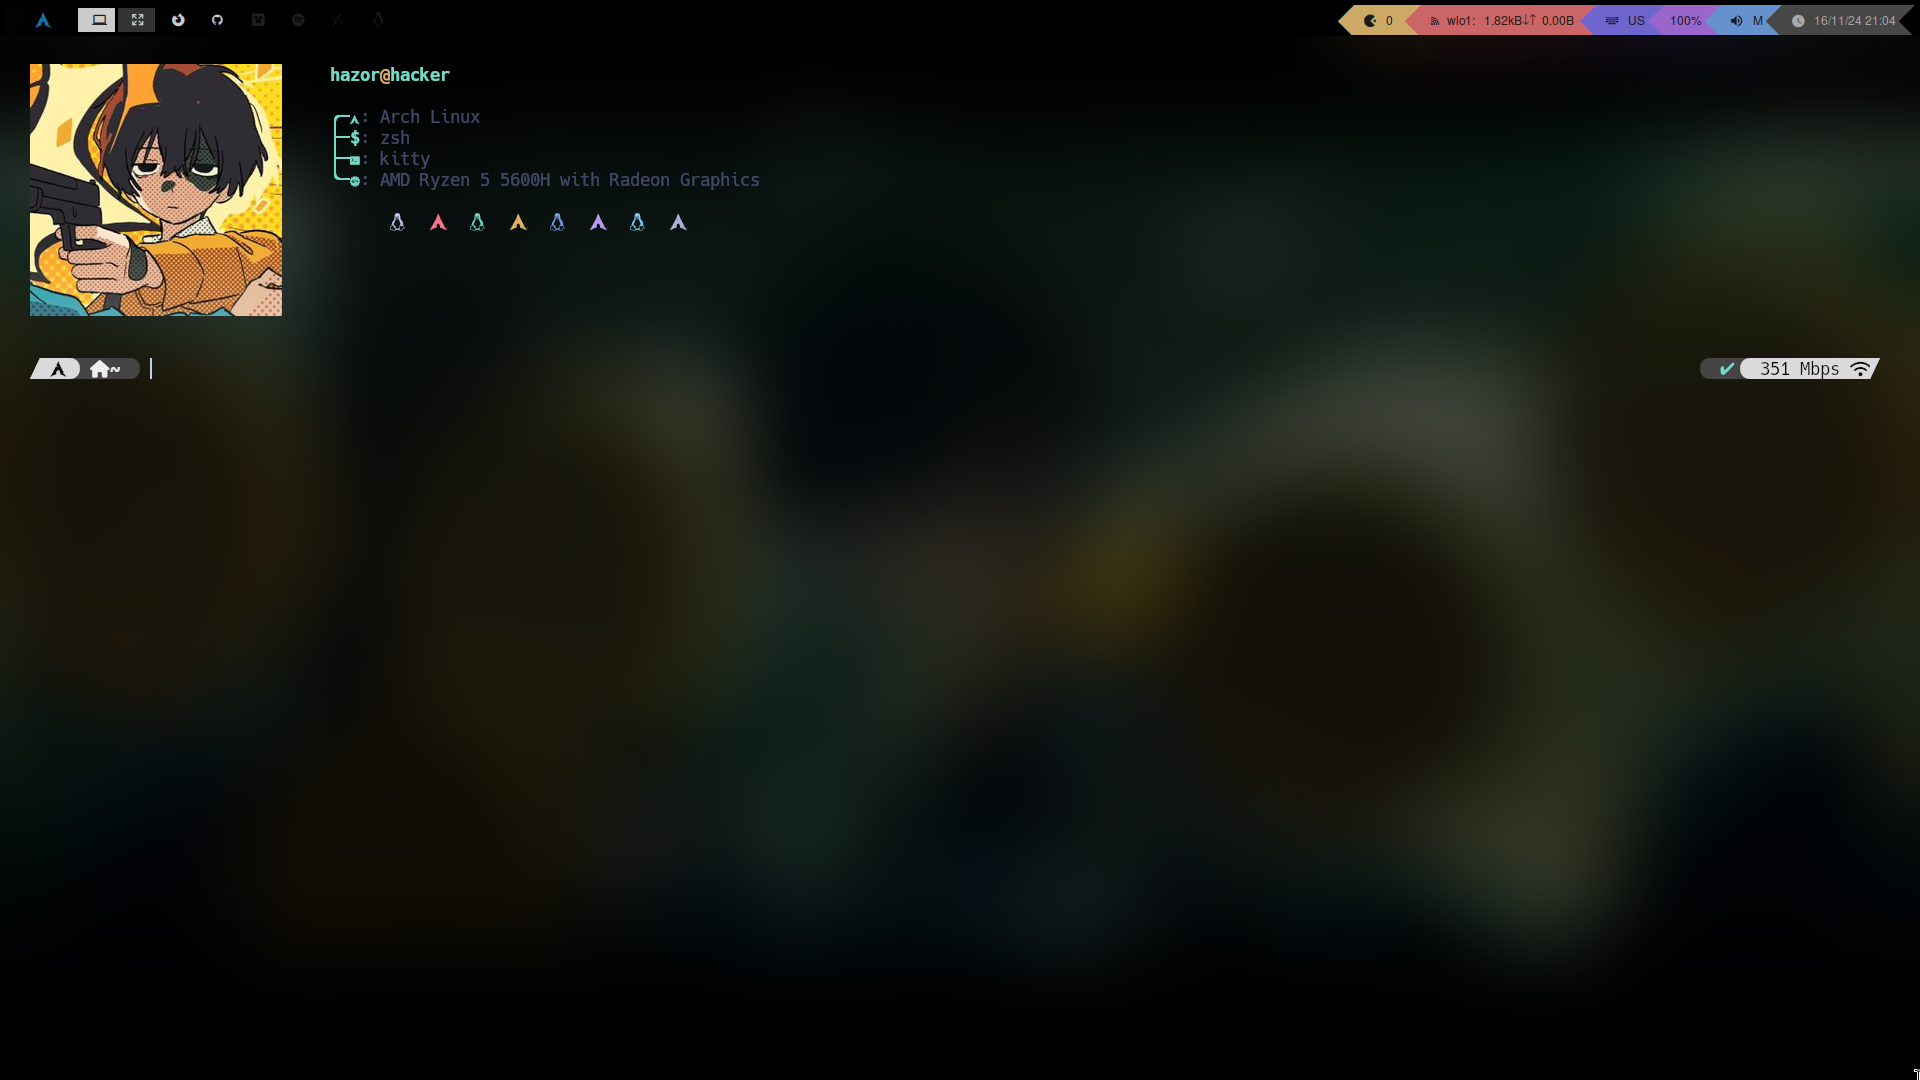 0 wlo1: 1.82kB↓↑ 0.00B US 100% M 16/11/24 21:04
hazor@hacker
: Arch Linux
$: zsh
: kitty
: AMD Ryzen 5 5600H with Radeon Graphics
~ ✔ 351 Mbps